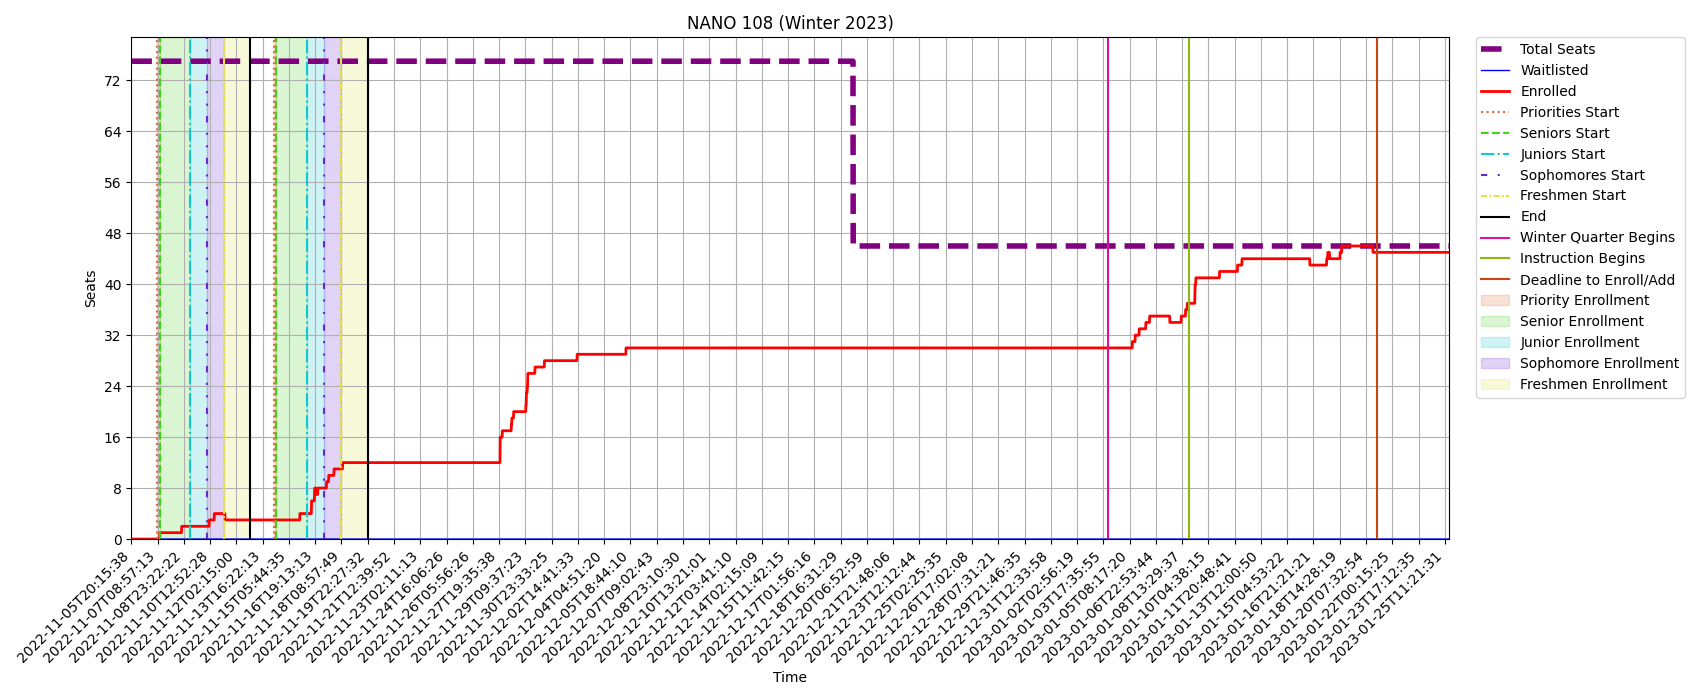 NANO 108 (Winter 2023)
Seats
72
64
56
48
40
32
24
16
8
0
2022-11-05T20:15:38
2022-11-07T08:57:13
2022-11-08T23:22:22
2022-11-10T12:52:28
2022-11-12T02:15:00
2022-11-13T16:22:13
2022-11-15T05:44:35
2022-11-16T19:13:13
2022-11-18T08:57:49
2022-11-19T22:27:32
2022-11-21T12:39:52
2022-11-23T02:11:13
2022-11-24T16:06:26
2022-11-26T05:56:26
2022-11-27T19:35:38
2022-11-29T09:37:23
2022-11-30T23:33:25
2022-12-02T14:41:33
2022-12-04T04:51:20
2022-12-05T18:44:10
2022-12-07T09:02:43
2022-12-08T23:10:30
2022-12-10T13:21:01
2022-12-12T03:41:10
2022-12-14T02:15:09
2022-12-15T11:42:15
2022-12-17T01:56:16
2022-12-18T16:31:29
2022-12-20T06:52:59
2022-12-21T21:48:06
2022-12-23T12:12:44
2022-12-25T02:25:35
2022-12-26T17:02:08
2022-12-28T07:31:21
2022-12-29T21:46:35
2022-12-31T12:33:58
2023-01-02T02:56:19
2023-01-03T17:35:55
2023-01-05T08:17:20
2023-01-06T22:53:44
2023-01-08T13:29:37
2023-01-10T04:38:15
2023-01-11T20:48:41
2023-01-13T12:00:50
2023-01-15T04:53:22
2023-01-16T21:21:21
2023-01-18T14:28:19
2023-01-20T07:32:54
2023-01-22T00:15:25
2023-01-23T17:12:35
2023-01-25T11:21:31
Time
Total Seats
Waitlisted
Enrolled
Priorities Start
Seniors Start
Juniors Start
Sophomores Start
Freshmen Start
End
Winter Quarter Begins
Instruction Begins
Deadline to Enroll/Add
Priority Enrollment
Senior Enrollment
Junior Enrollment
Sophomore Enrollment
Freshmen Enrollment